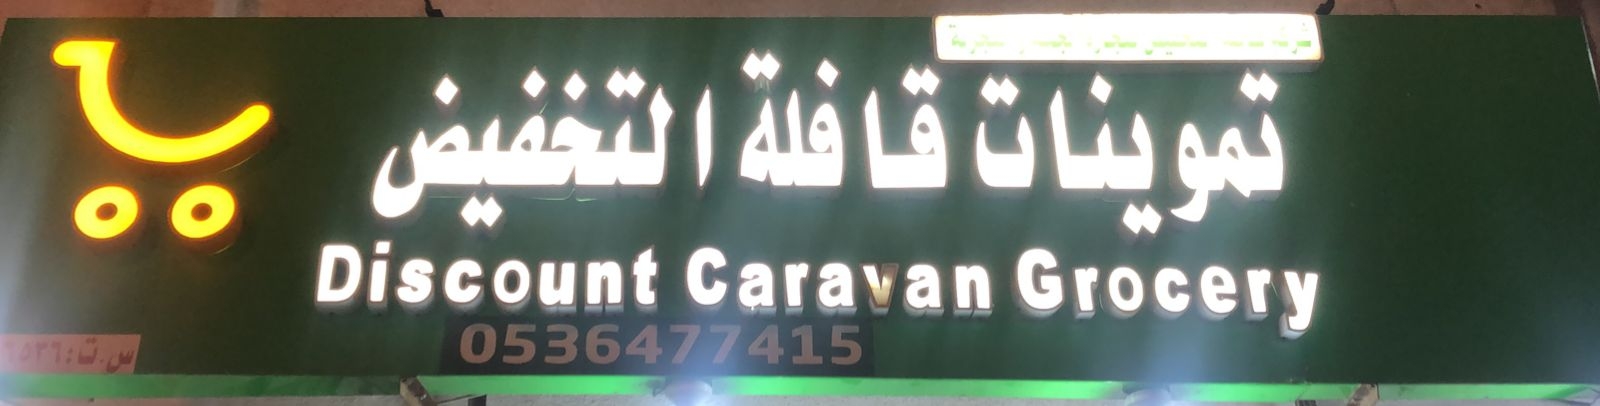 تموينات قافلة التخفيض
Discount Caravan Grocery
0536477415
س.ت: